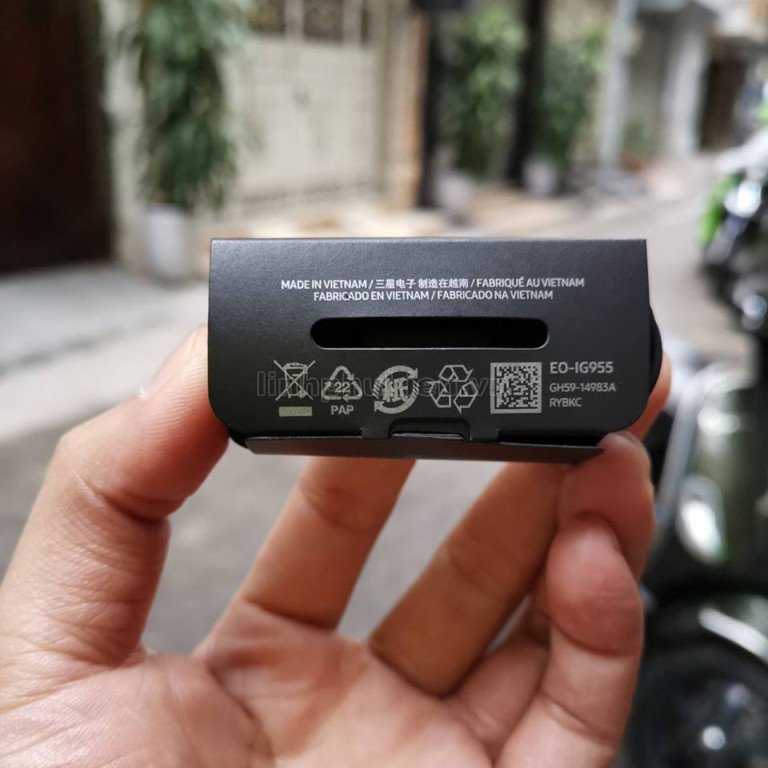 MADE IN VIETNAM / 三星电子 制造在越南 / FABRIQUÉ AU VIETNAM
FABRICADO EN VIETNAM / FABRICADO NA VIETNAM
22
PAP
紙
EO-IG955
GH59-14983A
RYBKC